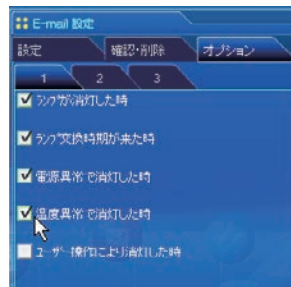 E-mail 設定
設定 確認・削除 オプション
1 2 3
ランプが消灯した時
ランプ交換時期が来た時
電源異常で消灯した時
温度異常で消灯した時
ユーザー操作により消灯した時